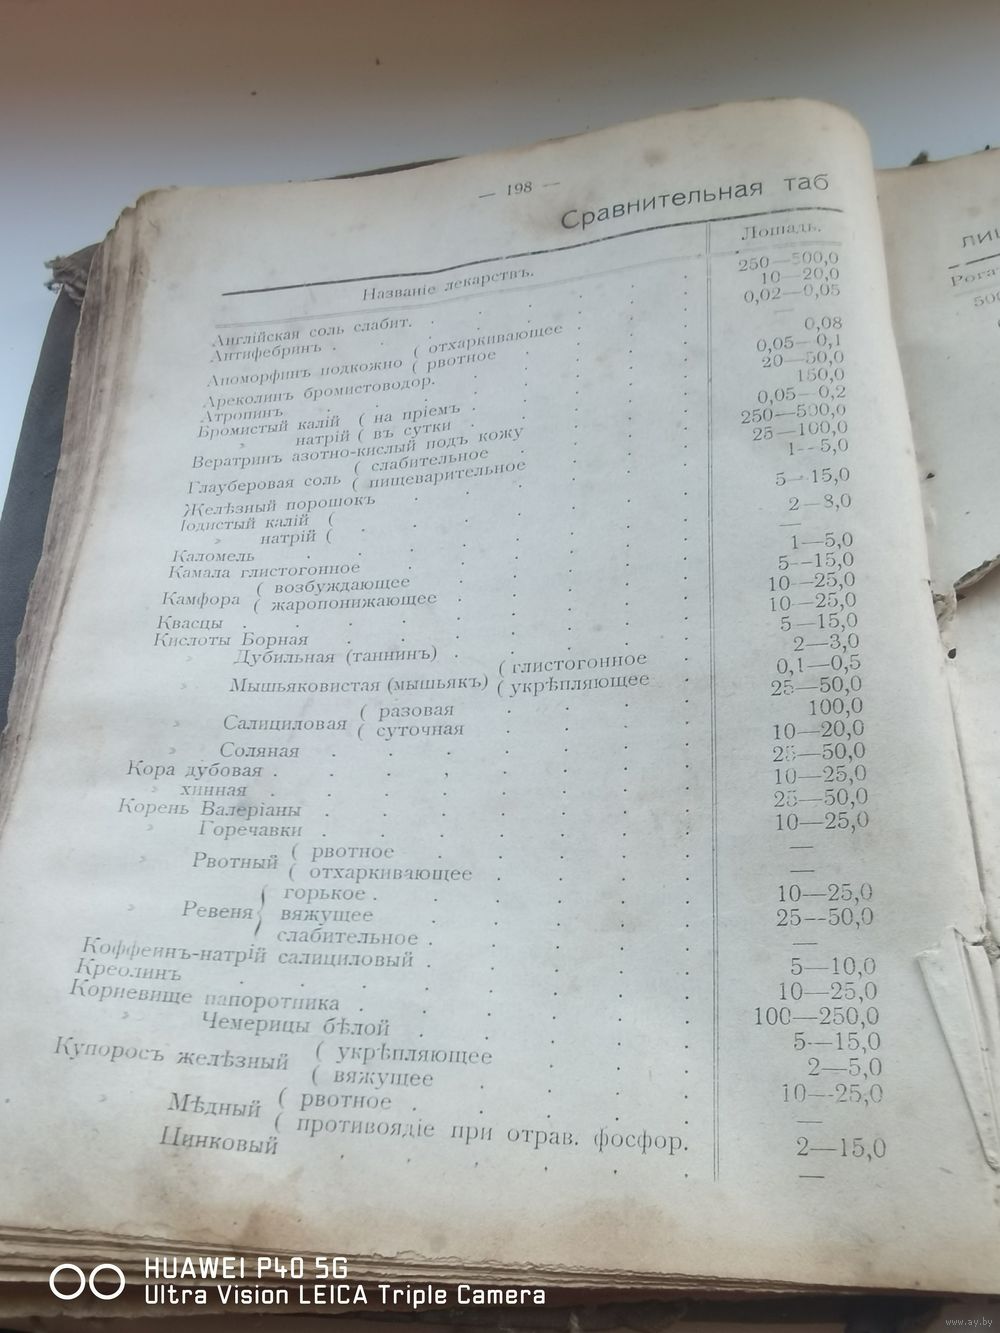 — 198 —
Сравнительная таб
Названіе лекарствъ.
Лошадь.
Англійская соль слабит. 250—500,0
Антифебринъ 10—20,0
Апоморфинъ подкожно ( отхаркивающее 0,02—0,05
( рвотное —
Ареколинъ бромистоводор. 0,08
Атропинъ 0,05—0,1
Бромистый калій ( на пріемъ 20—50,0
» натрій ( въ сутки 150,0
Вератринъ азотно-кислый подъ кожу 0,05—0,2
Глауберовая соль ( слабительное 250—500,0
( пищеварительное 25—100,0
Желѣзный порошокъ 1—5,0
Іодистый калій (
» натрій ( 5—15,0
Каломель 2—8,0
Камала глистогонное —
Камфора ( возбуждающее 1—5,0
( жаропонижающее 5—15,0
Квасцы 10—25,0
Кислоты Борная 10—25,0
» Дубильная (таннинъ) 5—15,0
» Мышьяковистая (мышьякъ) ( глистогонное 2—3,0
( укрѣпляющее 0,1—0,5
» Салициловая ( разовая 25—50,0
( суточная 100,0
» Соляная 10—20,0
Кора дубовая 25—50,0
» хинная 10—25,0
Корень Валеріаны 25—50,0
» Горечавки 10—25,0
» Рвотный ( рвотное —
( отхаркивающее —
» Ревеня { горькое 10—25,0
вяжущее 25—50,0
слабительное —
Коффеинъ-натрій салициловый 5—10,0
Креолинъ 10—25,0
Корневище папоротника 100—250,0
» Чемерицы бѣлой 5—15,0
Купоросъ желѣзный ( укрѣпляющее 2—5,0
( вяжущее 10—25,0
» Мѣдный ( рвотное —
( противоядіе при отрав. фосфор. 2—15,0
» Цинковый —
HUAWEI P40 5G
Ultra Vision LEICA Triple Camera
www.ay.by